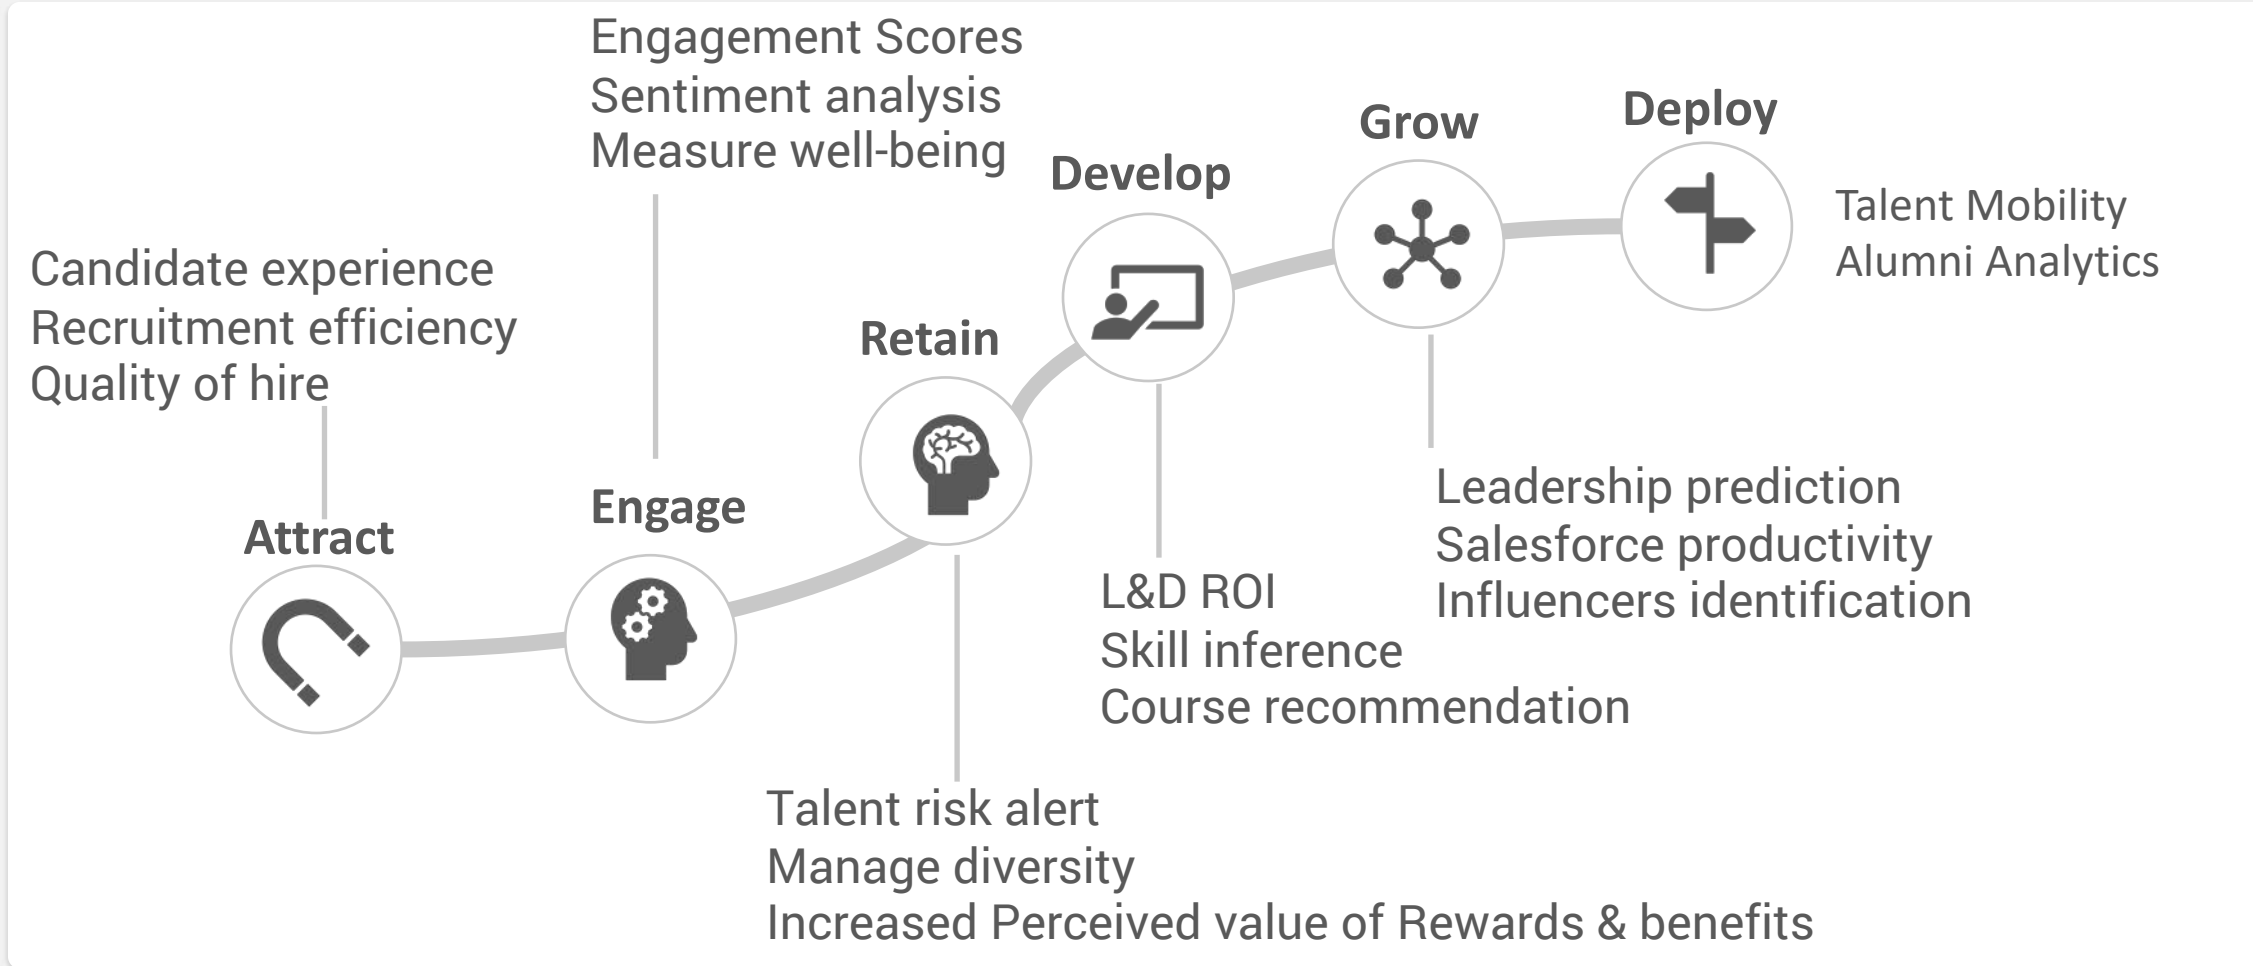 Candidate experience
Recruitment efficiency
Quality of hire
Attract
Engagement Scores
Sentiment analysis
Measure well-being
Engage
Retain
Talent risk alert
Manage diversity
Increased Perceived value of Rewards & benefits
Develop
L&D ROI
Skill inference
Course recommendation
Grow
Leadership prediction
Salesforce productivity
Influencers identification
Deploy
Talent Mobility
Alumni Analytics